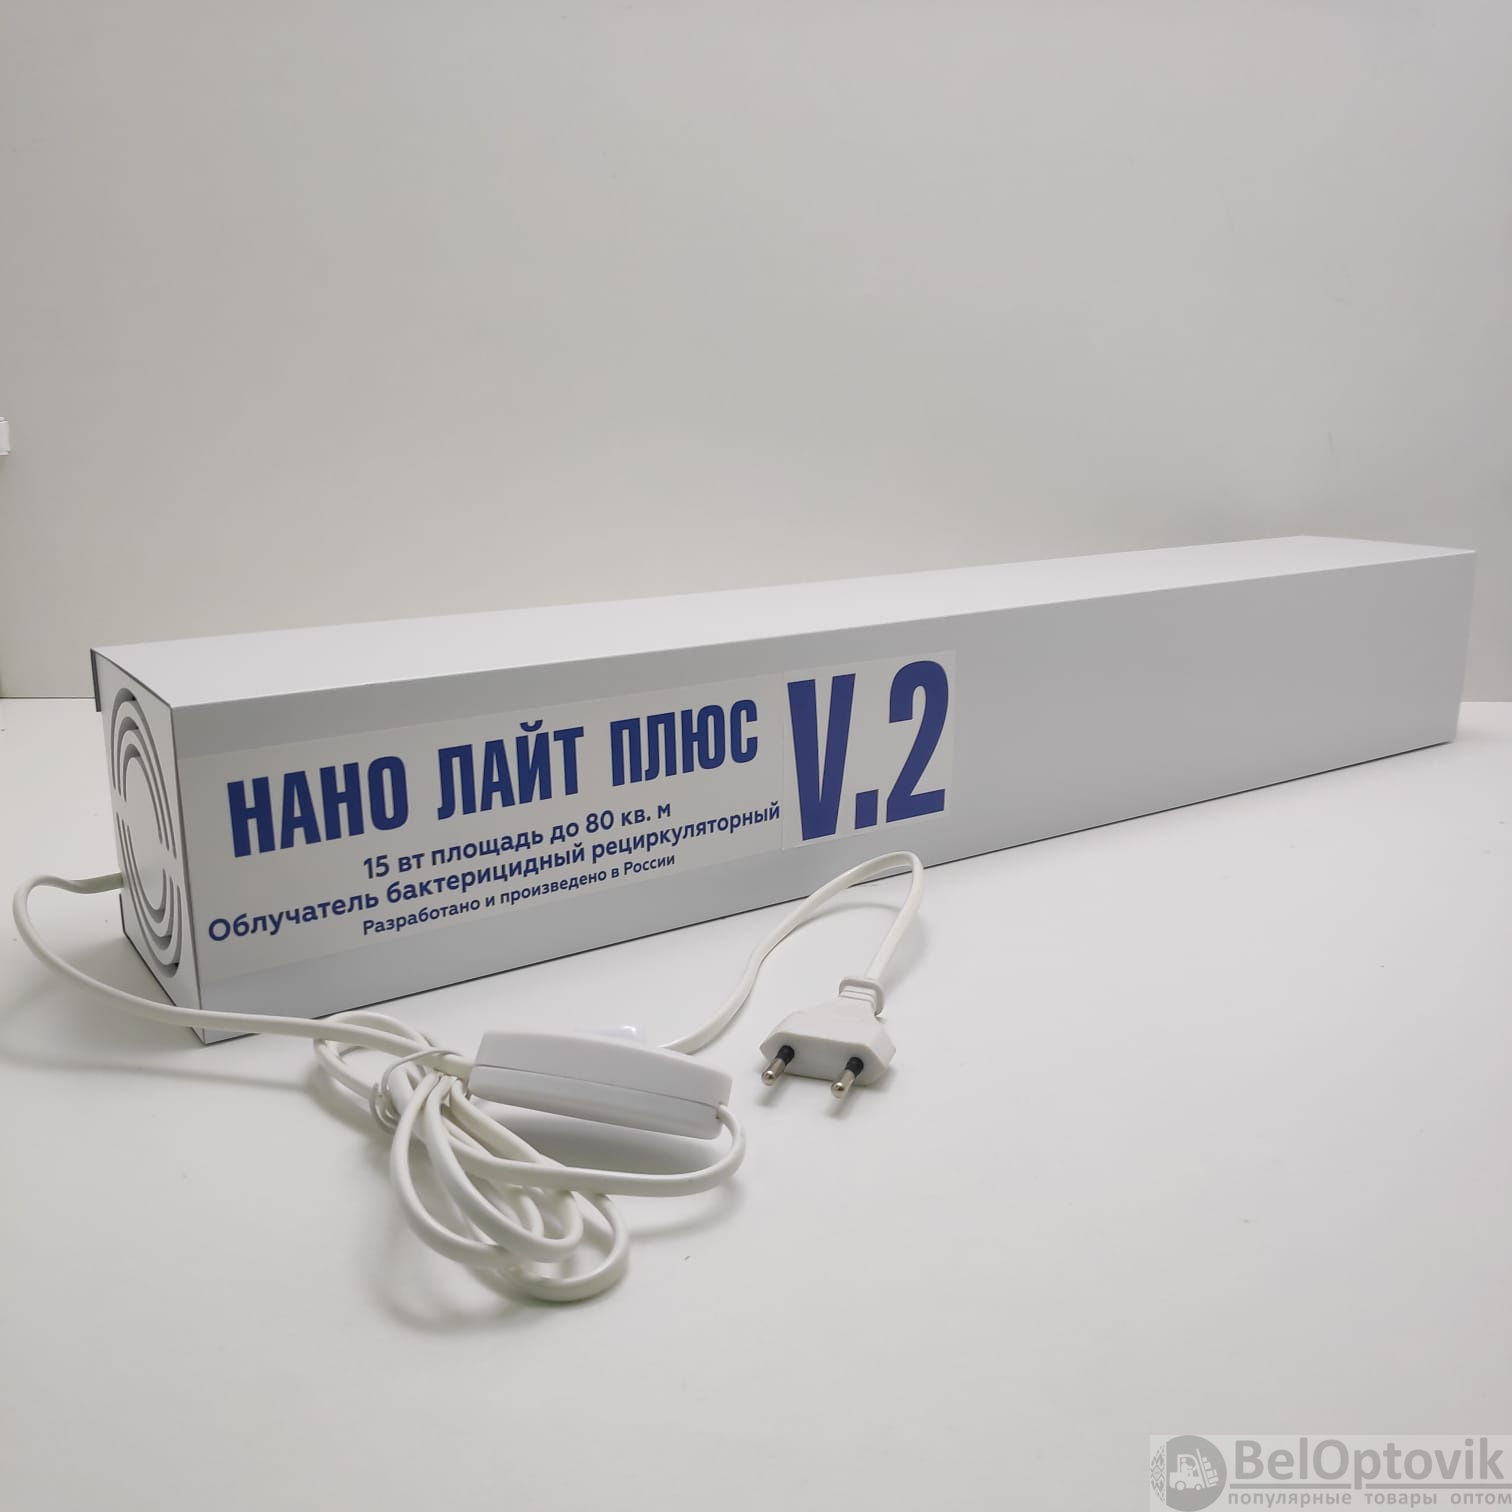 НАНО ЛАЙТ ПЛЮС
V.2
15 вт площадь до 80 кв. м
Облучатель бактерицидный рециркуляторный
Разработано и произведено в России
BelOptovik
популярные товары оптом